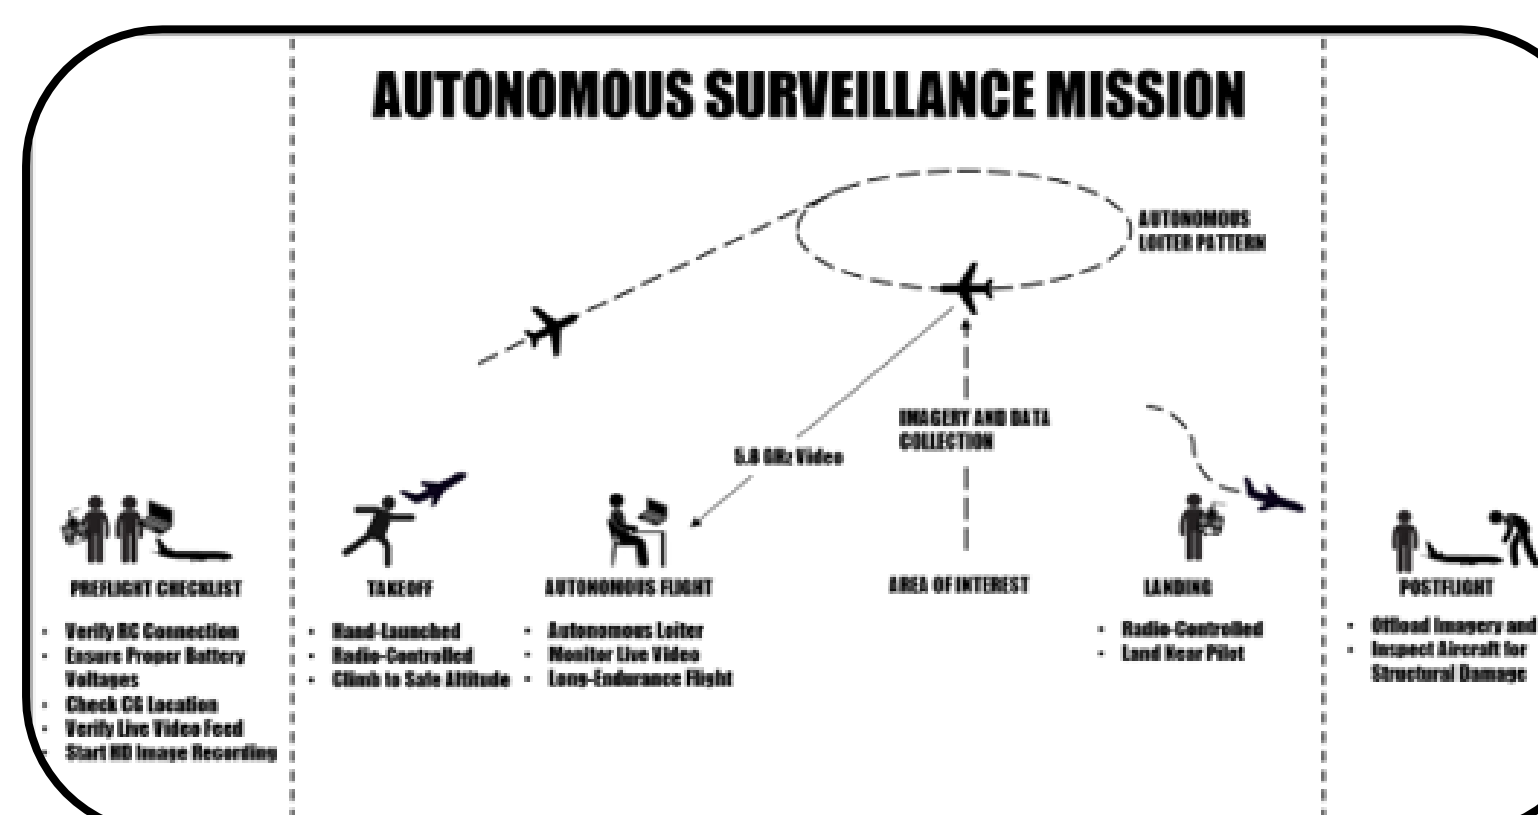 AUTONOMOUS SURVEILLANCE MISSION
AUTONOMOUS
LOITER PATTERN
IMAGERY AND DATA
COLLECTION
5.8 GHz Video
PREFLIGHT CHECKLIST
• Verify RC Connection
• Ensure Proper Battery
Voltages
• Check CG Location
• Verify Live Video Feed
• Start HD Image Recording
TAKEOFF
• Hand-Launched
• Radio-Controlled
• Climb to Safe Altitude
AUTONOMOUS FLIGHT
• Autonomous Loiter
• Monitor Live Video
• Long-Endurance Flight
AREA OF INTEREST
LANDING
• Radio-Controlled
• Land Near Pilot
POSTFLIGHT
• Offload Imagery and
• Inspect Aircraft for
Structural Damage